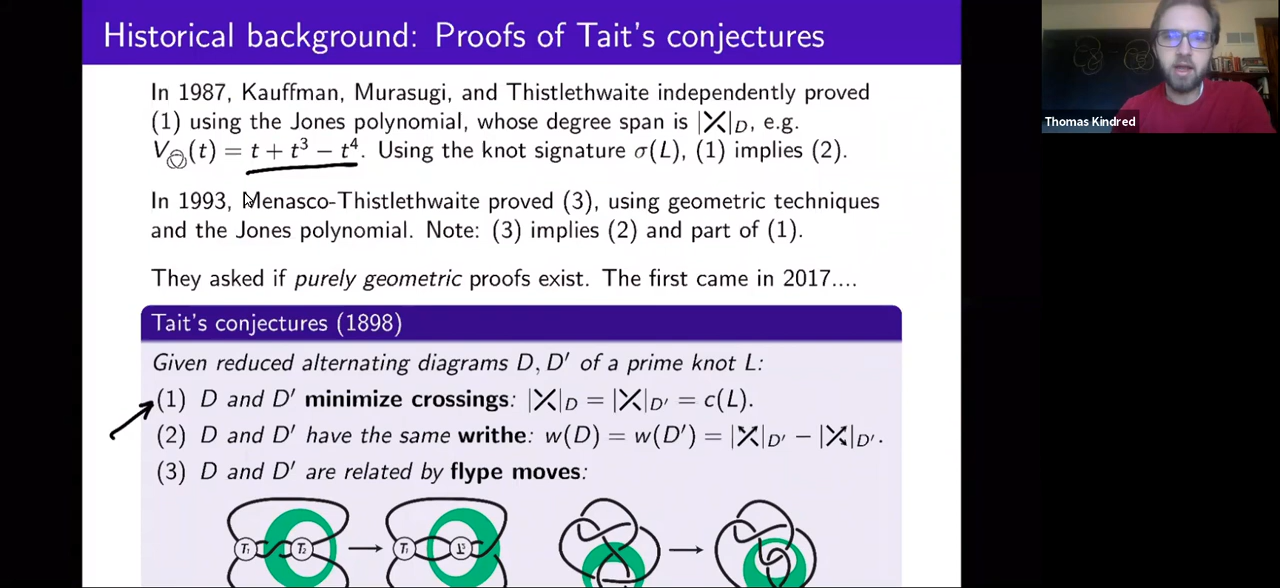 Historical background: Proofs of Tait's conjectures
Thomas Kindred
In 1987, Kauffman, Murasugi, and Thistlethwaite independently proved
(1) using the Jones polynomial, whose degree span is |X|_D, e.g.
V(t) = t + t³ − t⁴. Using the knot signature σ(L), (1) implies (2).
In 1993, Menasco-Thistlethwaite proved (3), using geometric techniques
and the Jones polynomial. Note: (3) implies (2) and part of (1).
They asked if purely geometric proofs exist. The first came in 2017....
Tait's conjectures (1898)
Given reduced alternating diagrams D, D′ of a prime knot L:
(1) D and D′ minimize crossings: |X|_D = |X|_D′ = c(L).
(2) D and D′ have the same writhe: w(D) = w(D′) = |X|_D′ − |X|_D′.
(3) D and D′ are related by flype moves:
T₁ T₂ T₁